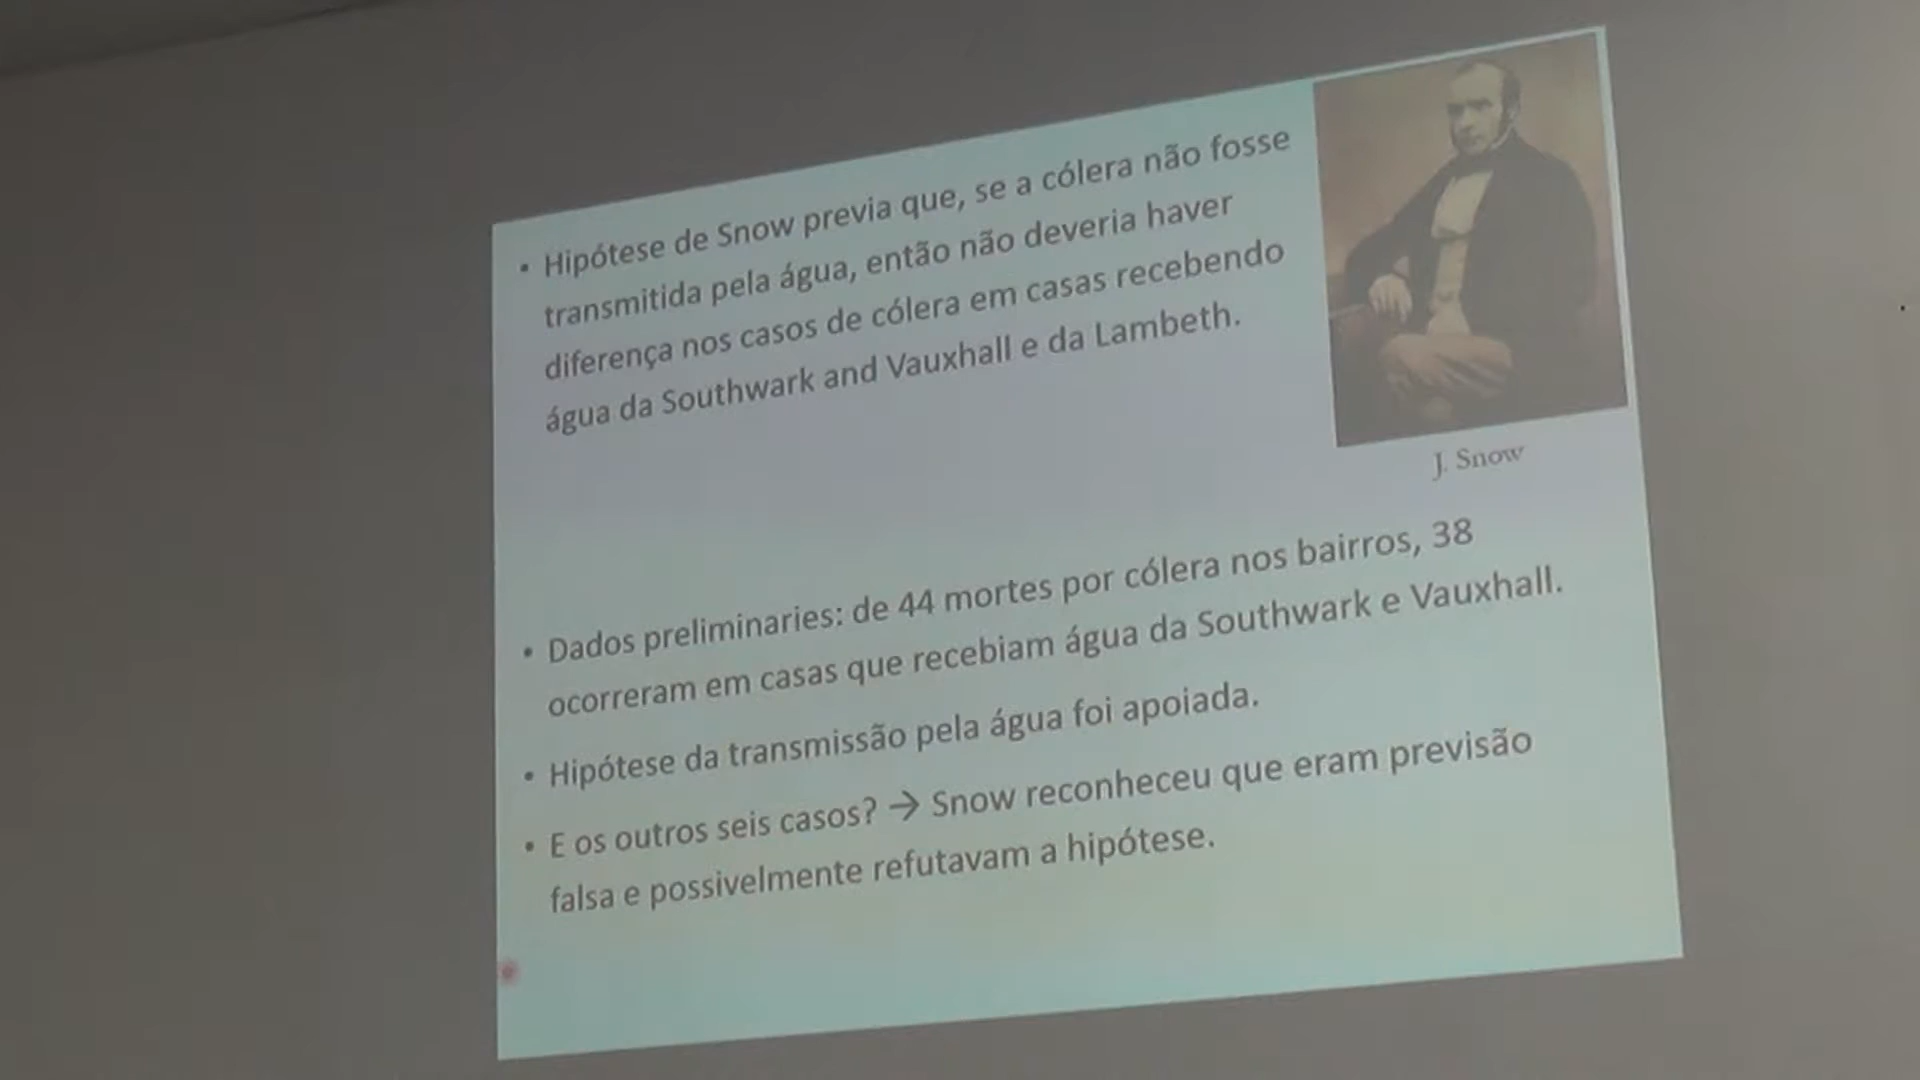 • Hipótese de Snow previa que, se a cólera não fosse
transmitida pela água, então não deveria haver
diferença nos casos de cólera em casas recebendo
água da Southwark and Vauxhall e da Lambeth.
J. Snow
• Dados preliminaries: de 44 mortes por cólera nos bairros, 38
ocorreram em casas que recebiam água da Southwark e Vauxhall.
• Hipótese da transmissão pela água foi apoiada.
• E os outros seis casos? → Snow reconheceu que eram previsão
falsa e possivelmente refutavam a hipótese.